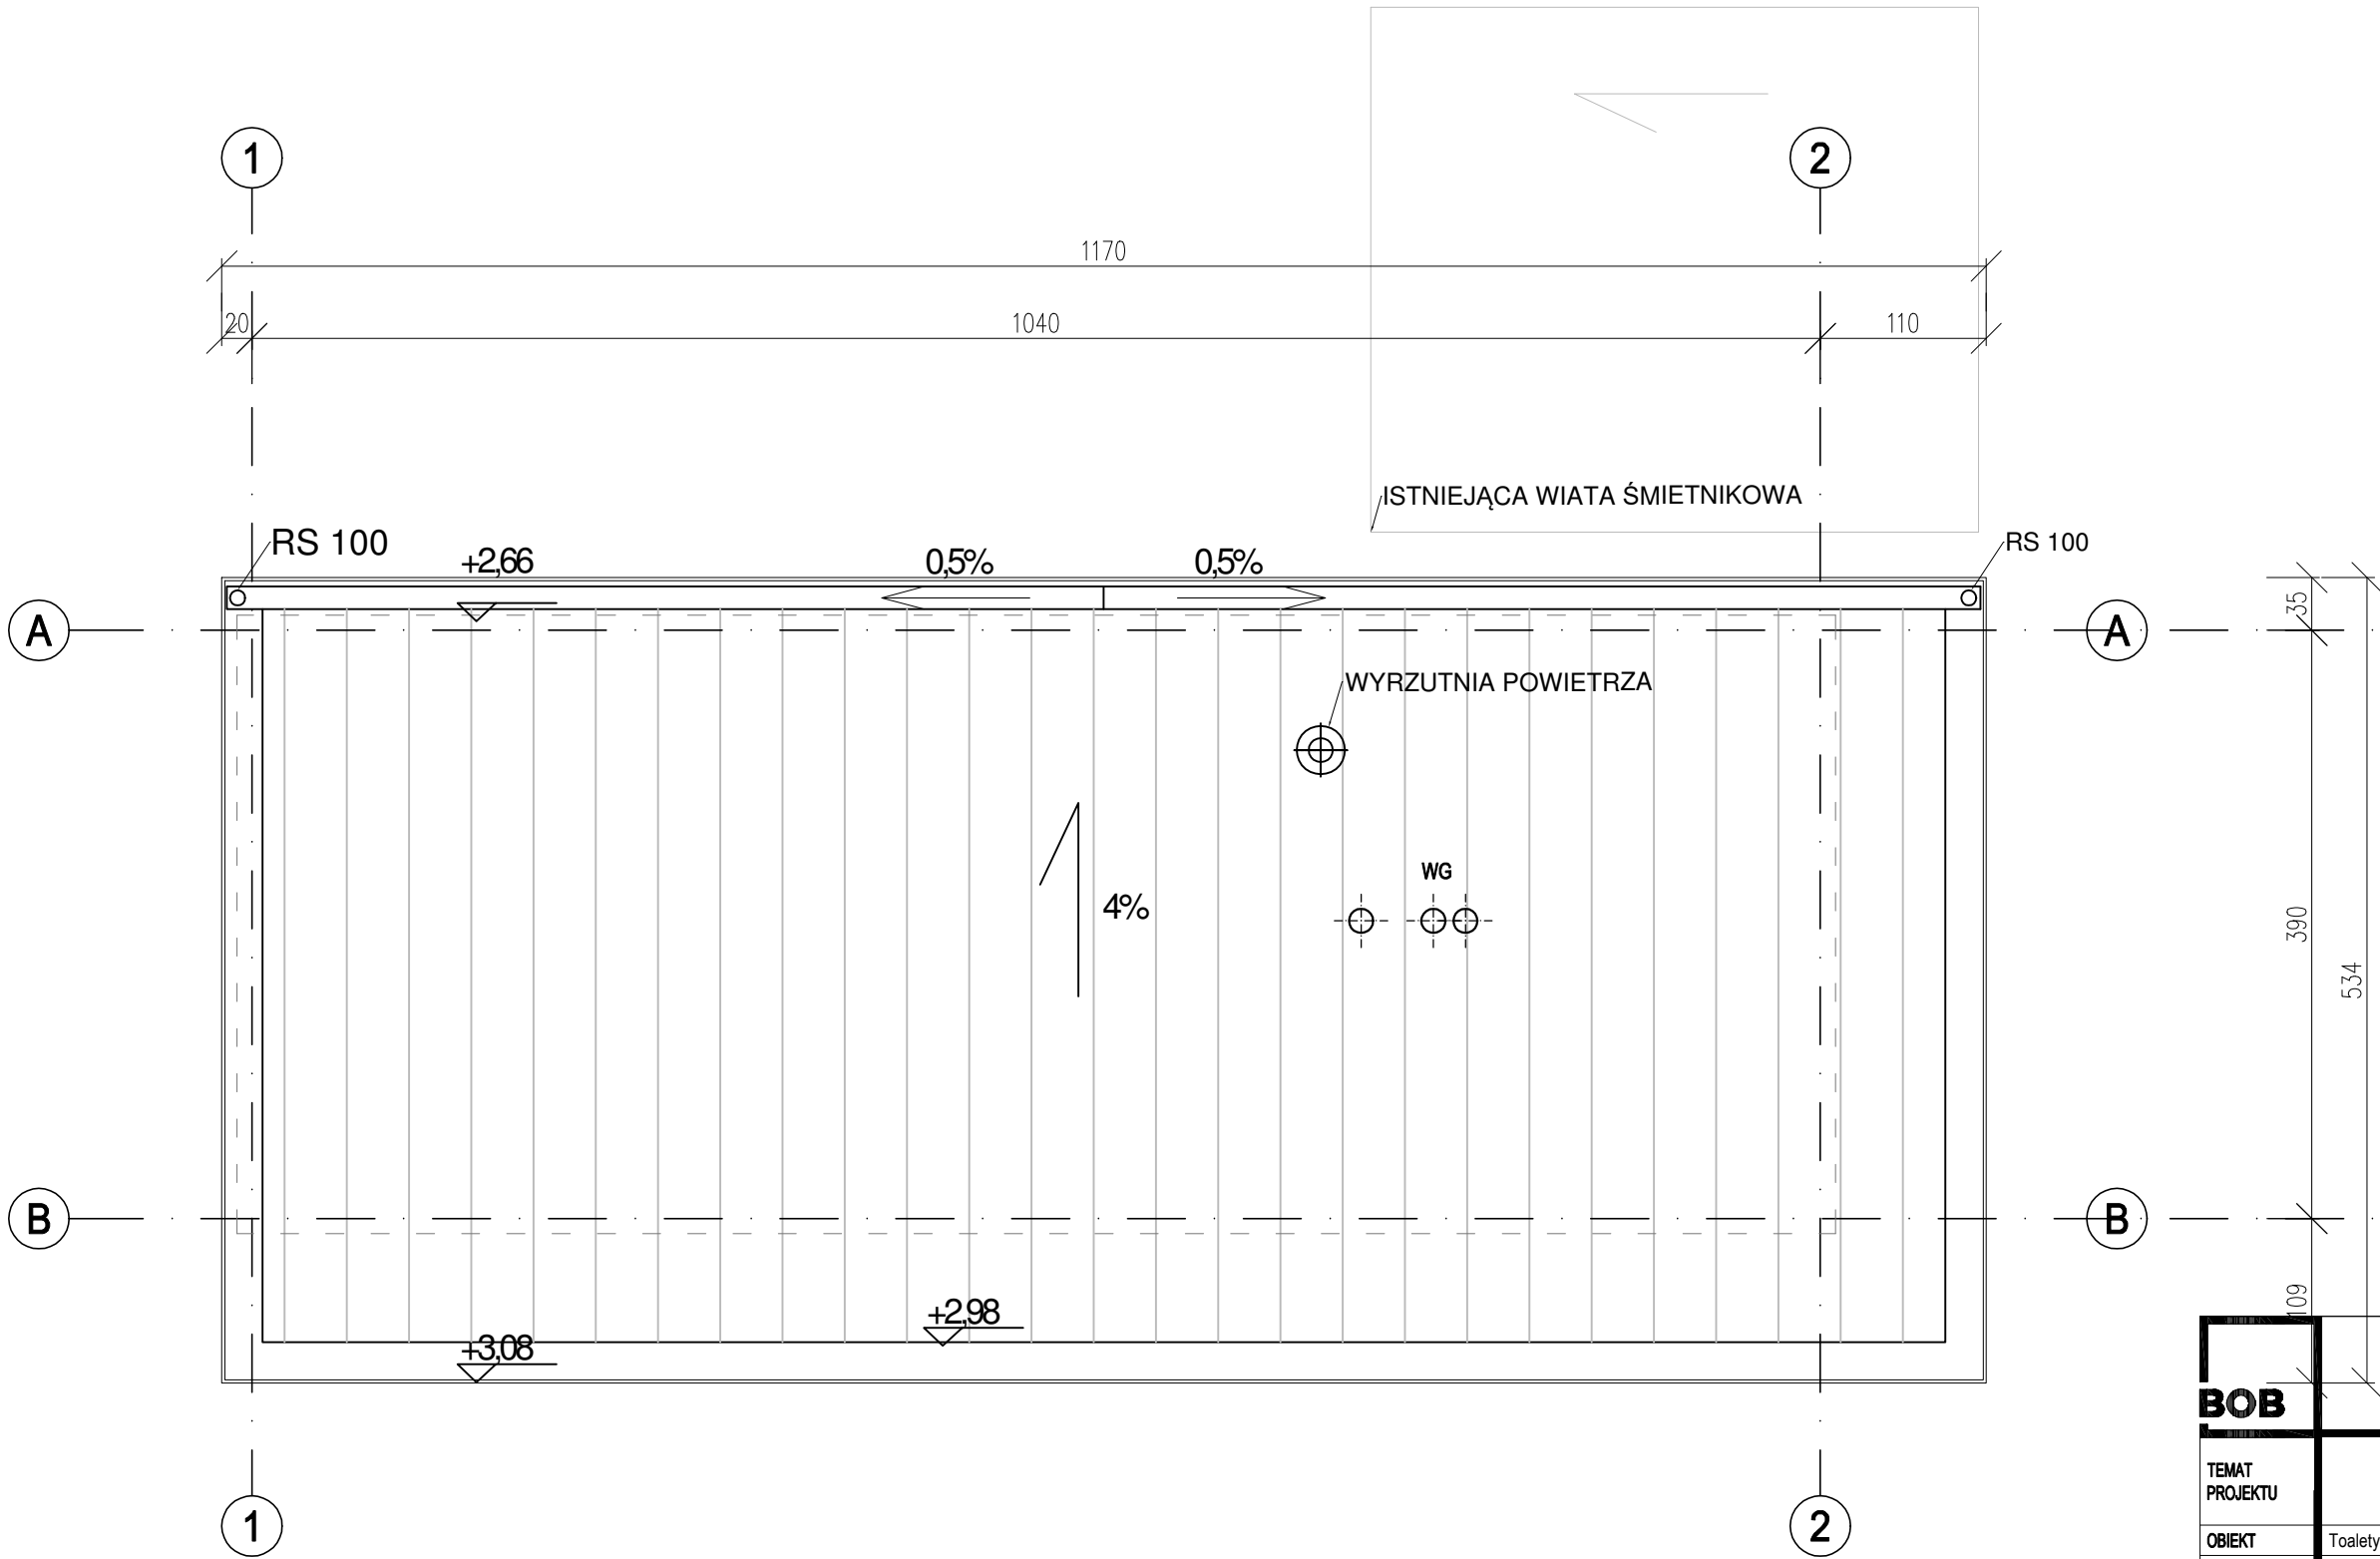 1
2
1170
20
1040
110
ISTNIEJĄCA WIATA ŚMIETNIKOWA
RS 100
RS 100
+2,66
0,5%
0,5%
35
A
A
WYRZUTNIA POWIETRZA
WG
4%
390
534
B
B
109
+2,98
+3,08
BOB
TEMAT
PROJEKTU
1
2
OBIEKT
Toalety